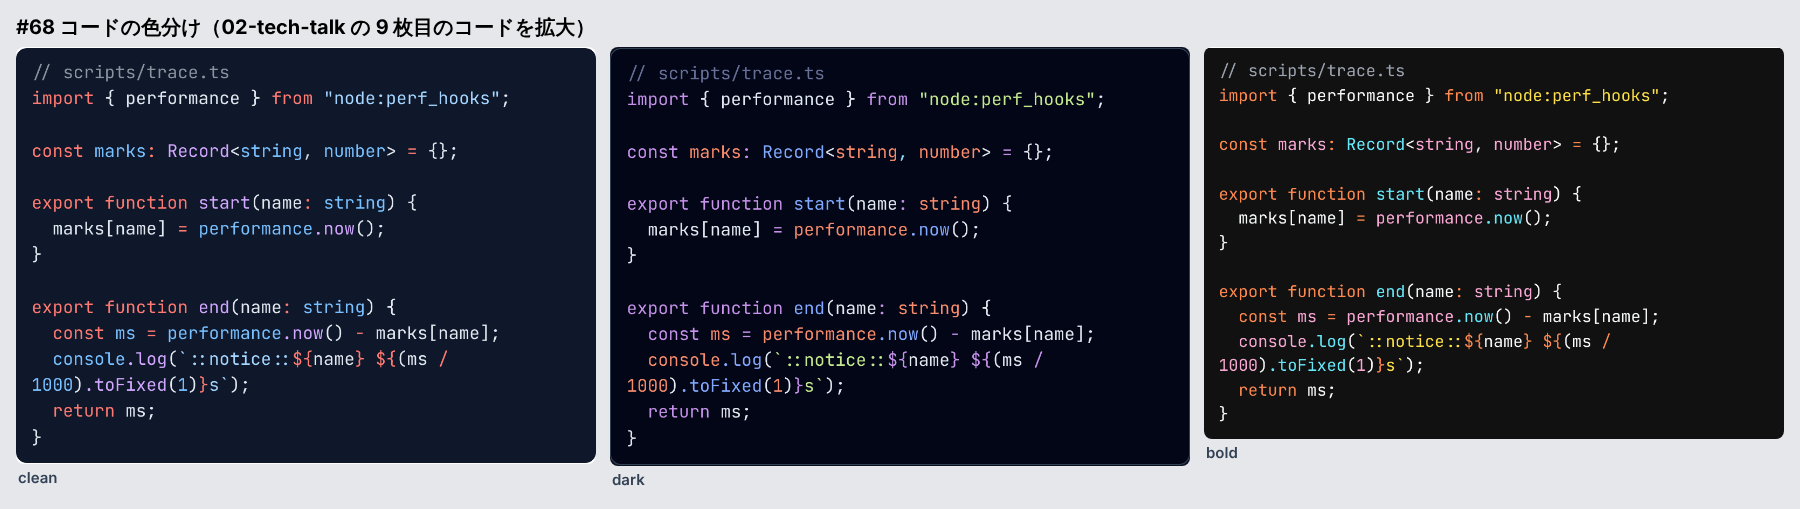 #68 コードの色分け（02-tech-talk の 9 枚目のコードを拡大）
// scripts/trace.ts
import { performance } from "node:perf_hooks";
const marks: Record<string, number> = {};
export function start(name: string) {
  marks[name] = performance.now();
}
export function end(name: string) {
  const ms = performance.now() - marks[name];
  console.log(`::notice::${name} ${(ms /
1000).toFixed(1)}s`);
  return ms;
}
clean
// scripts/trace.ts
import { performance } from "node:perf_hooks";
const marks: Record<string, number> = {};
export function start(name: string) {
  marks[name] = performance.now();
}
export function end(name: string) {
  const ms = performance.now() - marks[name];
  console.log(`::notice::${name} ${(ms /
1000).toFixed(1)}s`);
  return ms;
}
dark
// scripts/trace.ts
import { performance } from "node:perf_hooks";
const marks: Record<string, number> = {};
export function start(name: string) {
  marks[name] = performance.now();
}
export function end(name: string) {
  const ms = performance.now() - marks[name];
  console.log(`::notice::${name} ${(ms /
1000).toFixed(1)}s`);
  return ms;
}
bold